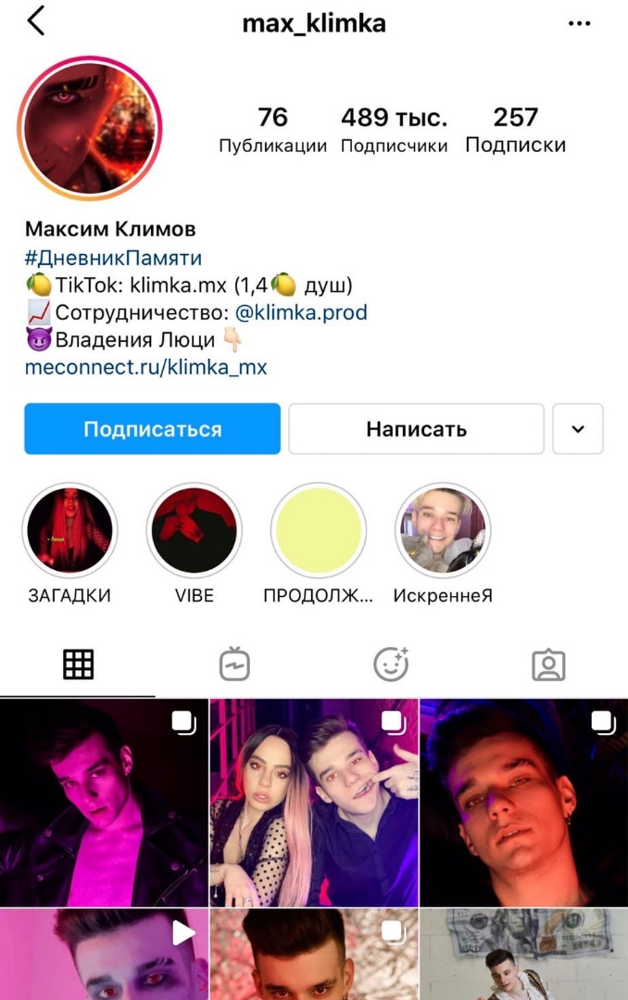 max_klimka
76 489 тыс. 257
Публикации Подписчики Подписки
Максим Климов
#ДневникПамяти
🍋TikTok: klimka.mx (1,4🍋 душ)
📈Сотрудничество: @klimka.prod
😈Владения Люци👇🏻
meconnect.ru/klimka_mx
Подписаться Написать
ЗАГАДКИ VIBE ПРОДОЛЖ... ИскреннеЯ